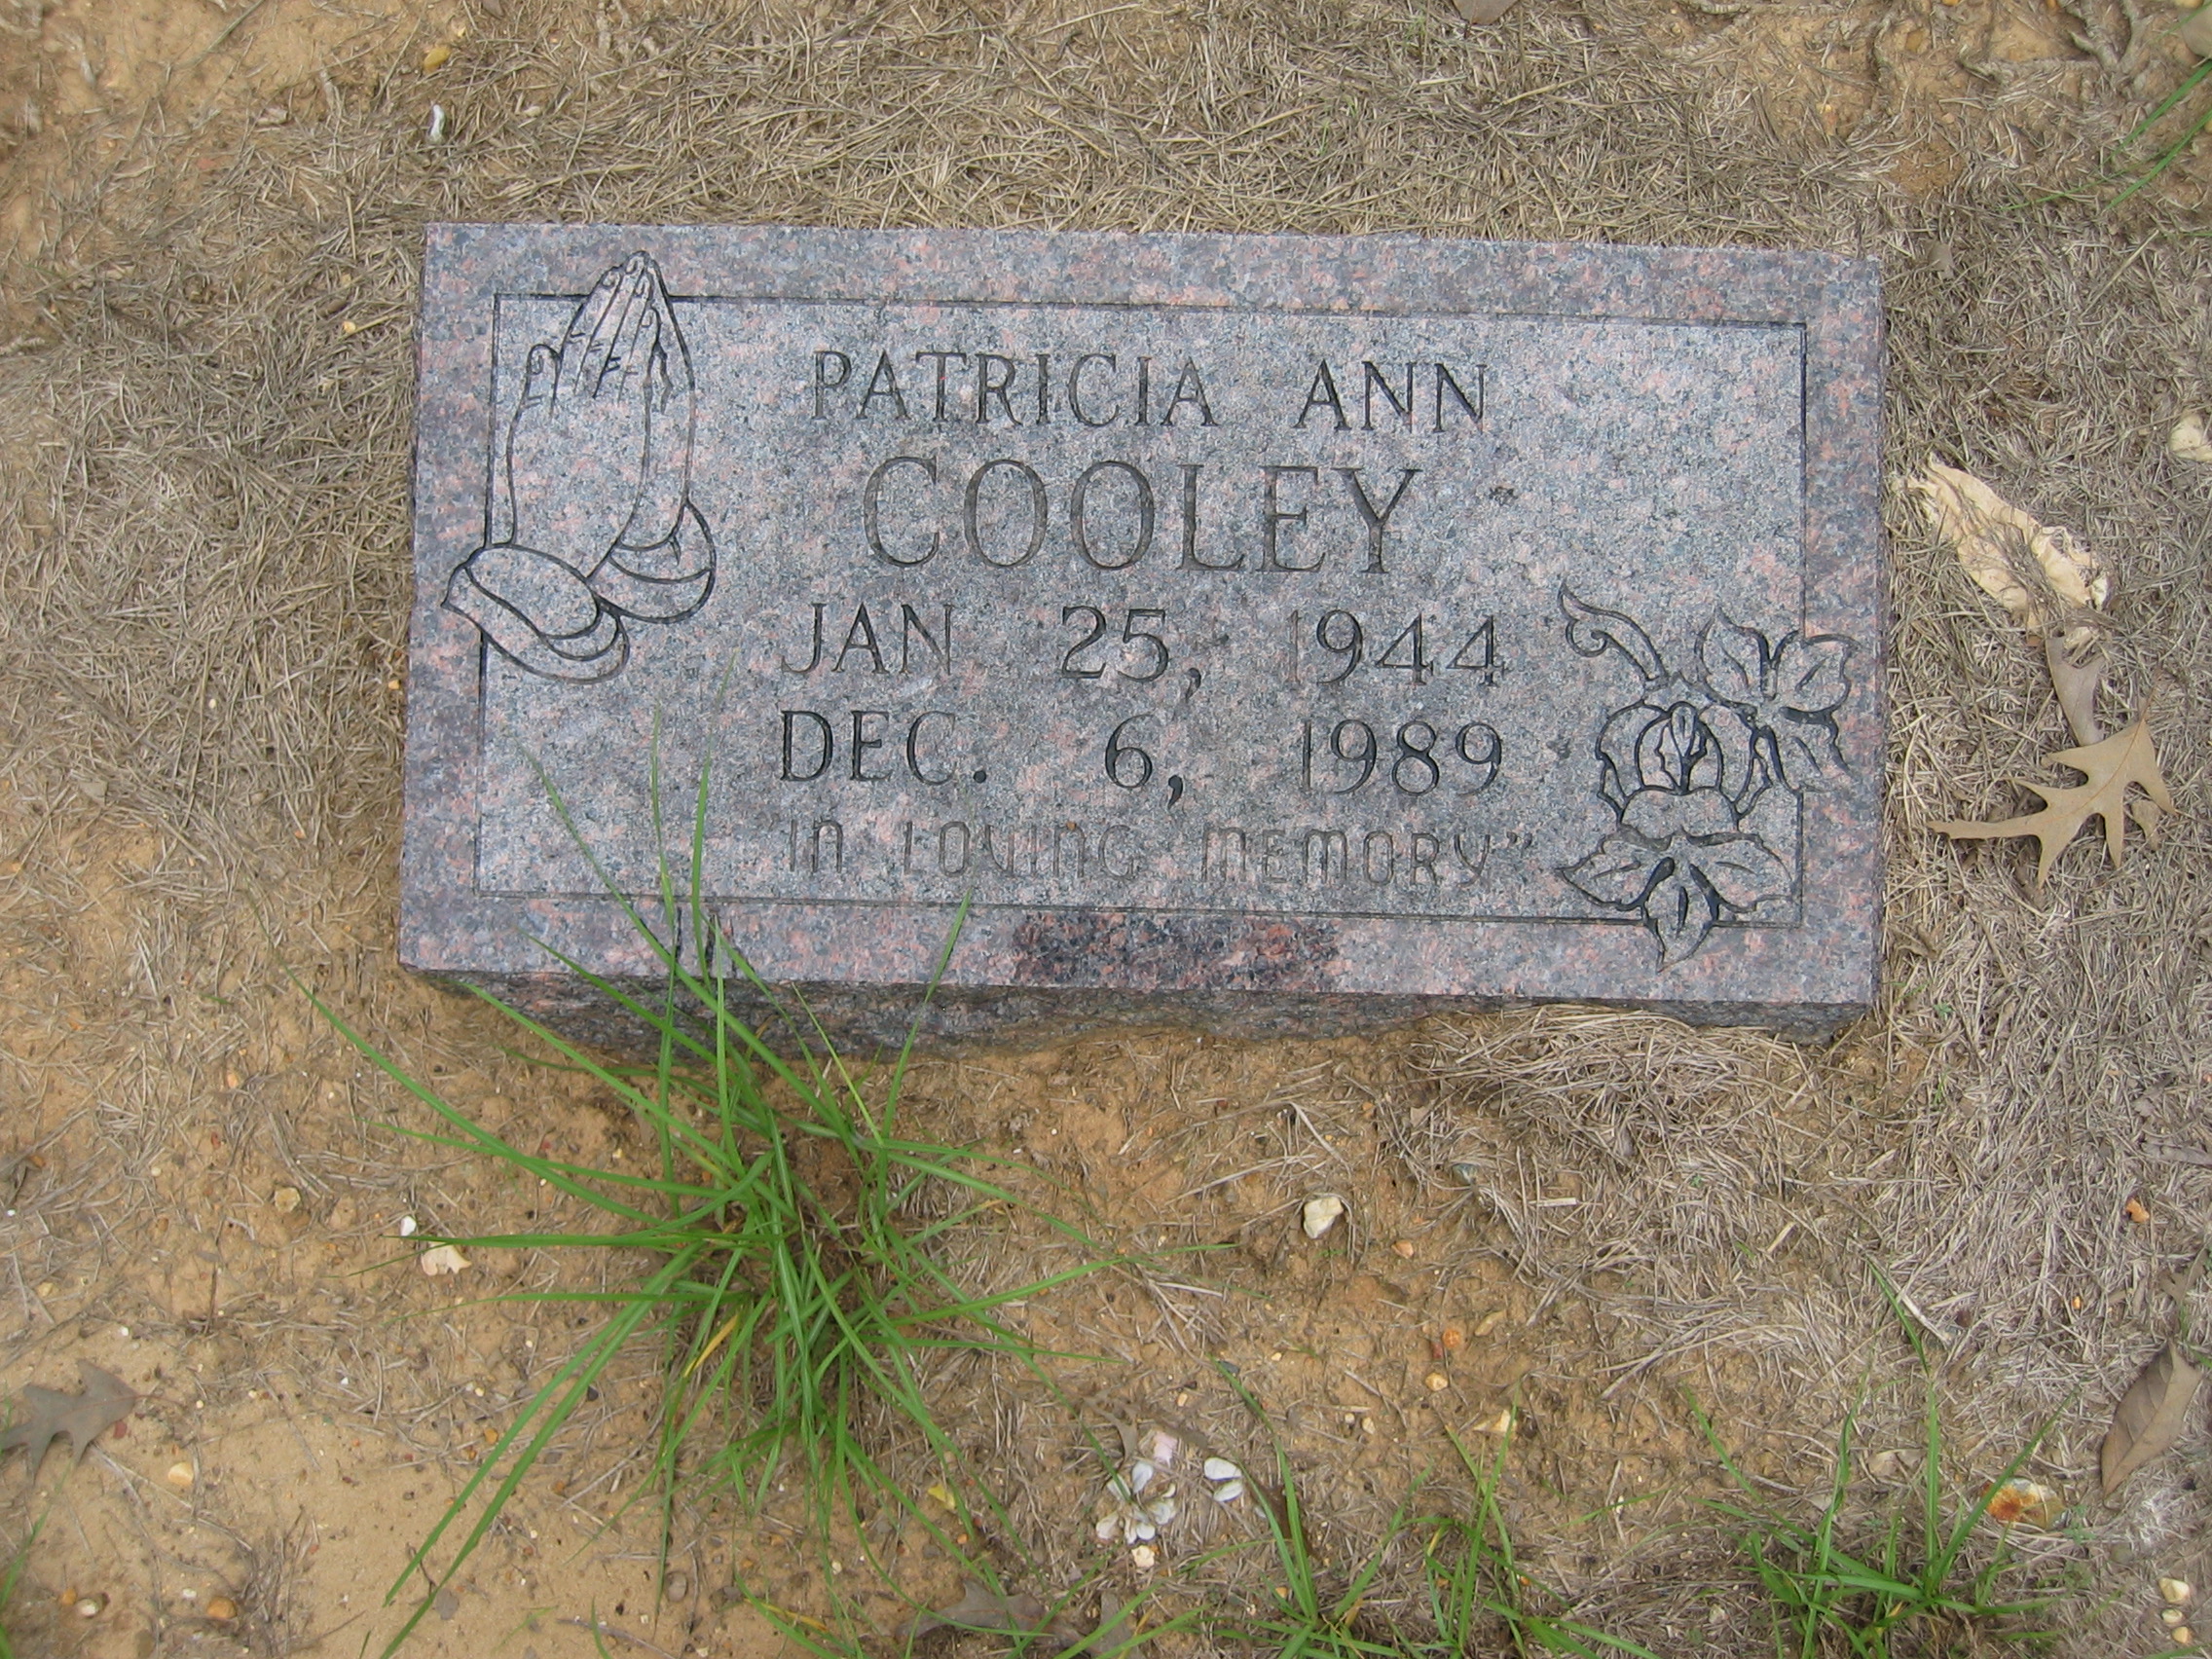 PATRICIA ANN
COOLEY
JAN 25, 1944
DEC. 6, 1989
"IN LOVING MEMORY"